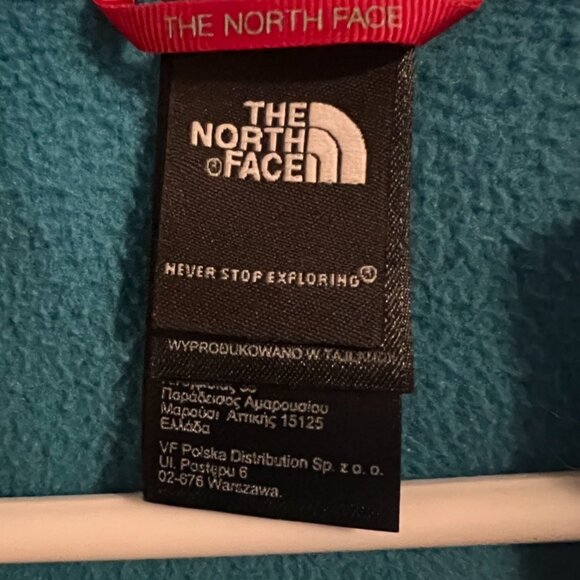 THE NORTH FACE
THE
NORTH
FACE
NEVER STOP EXPLORING
WYPRODUKOWANO W TAJLANDII
Παράδεισος Αμαρουσίου
Μαρούσι Αττικής 15125
Ελλάδα
VF Polska Distribution Sp. z o. o.
Ul. Postępu 6
02-676 Warszawa.